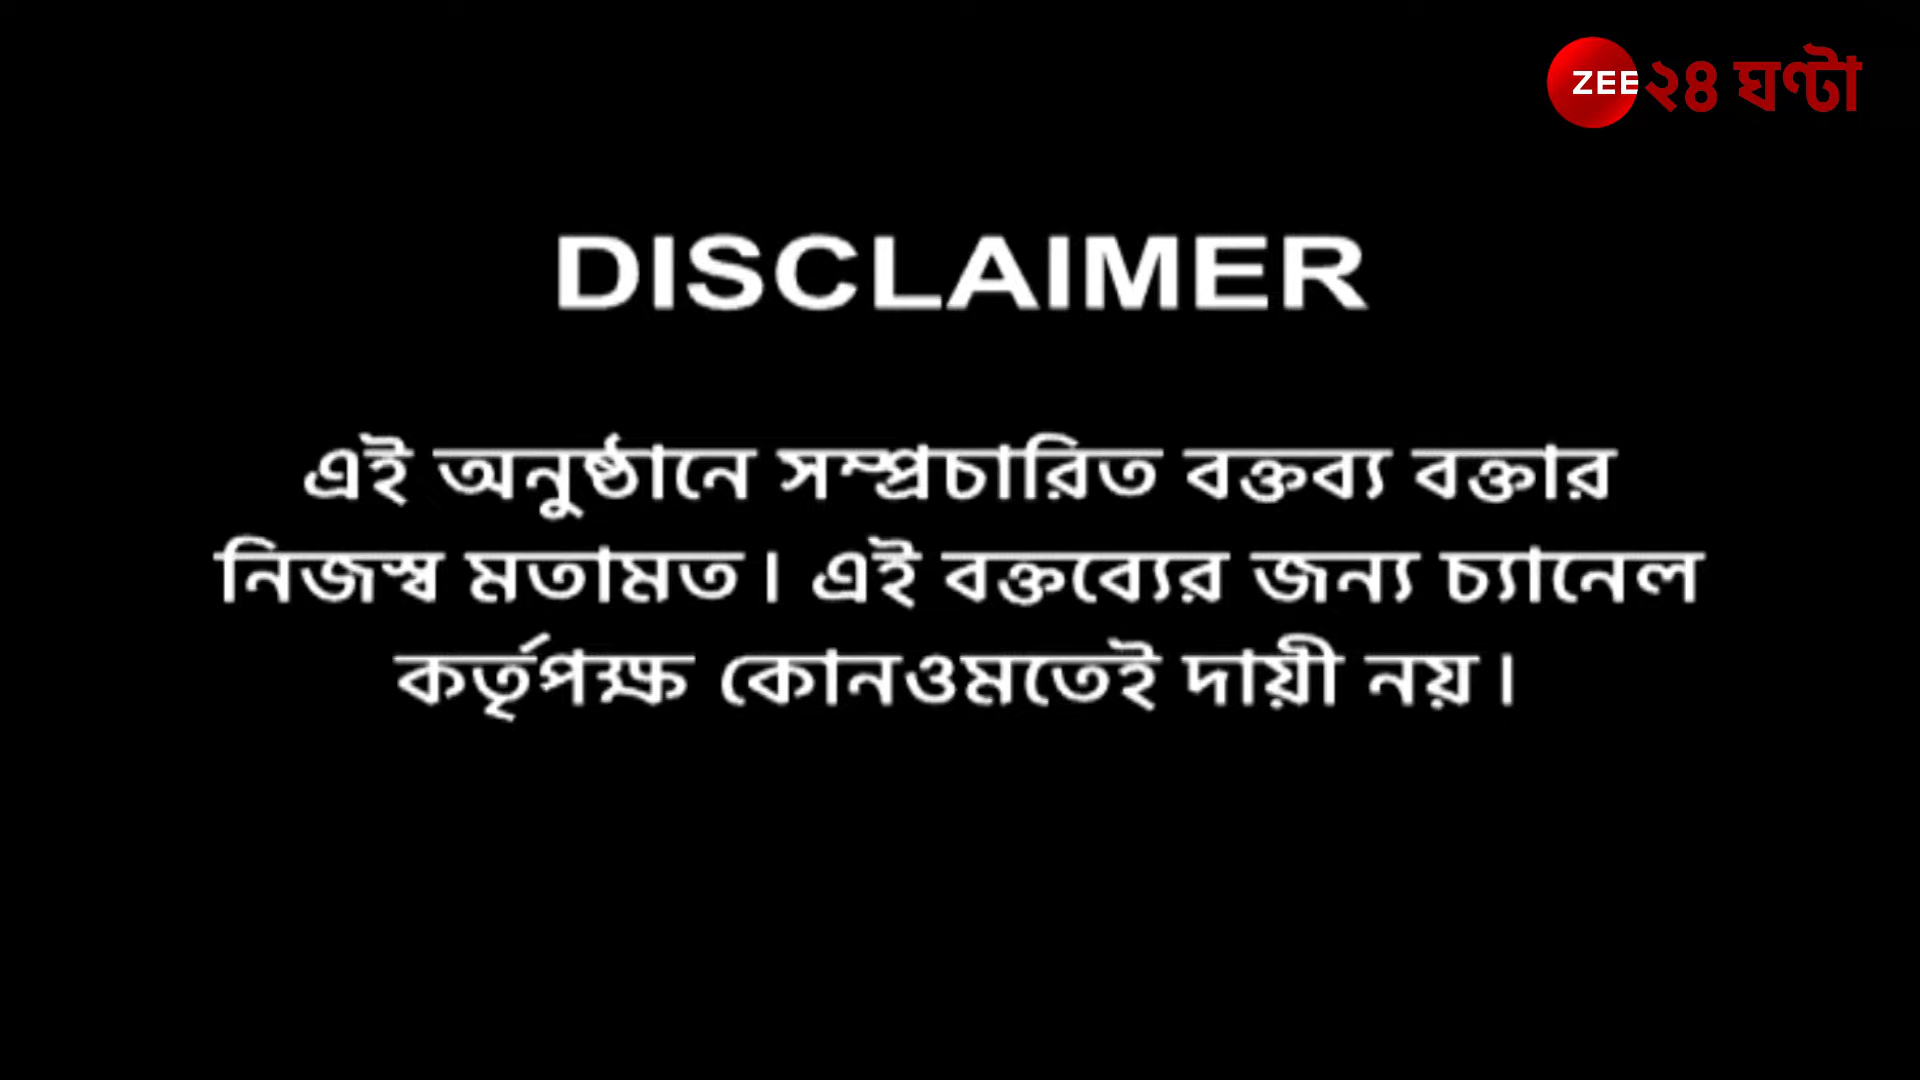 ZEE ২৪ ঘণ্টা
DISCLAIMER
এই অনুষ্ঠানে সম্প্রচারিত বক্তব্য বক্তার
নিজস্ব মতামত। এই বক্তব্যের জন্য চ্যানেল
কর্তৃপক্ষ কোনওমতেই দায়ী নয়।